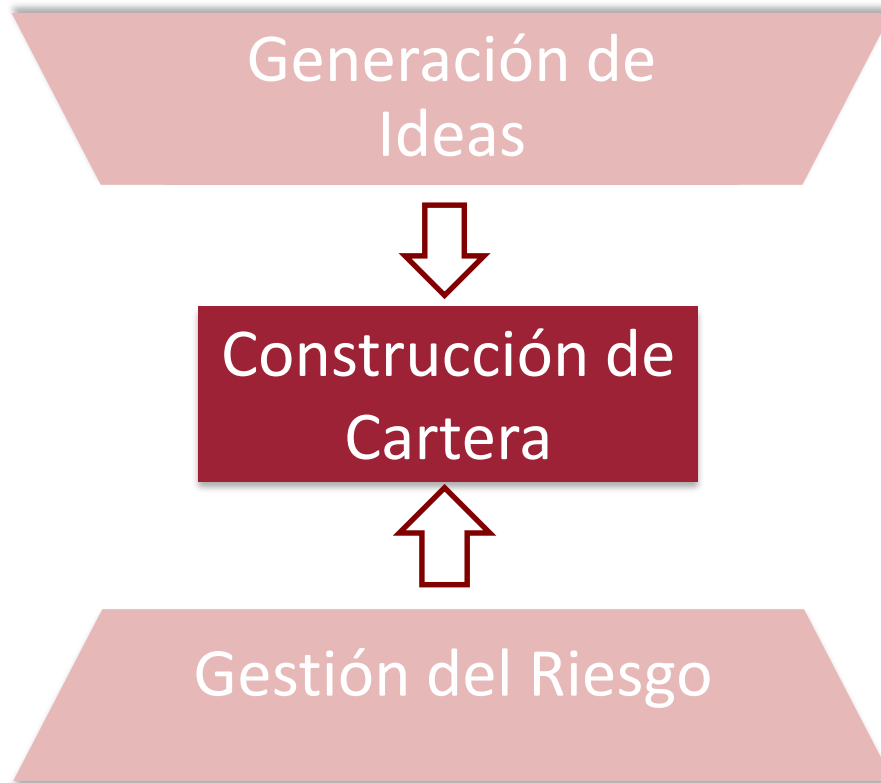 Generación de
Ideas
Construcción de
Cartera
Gestión del Riesgo